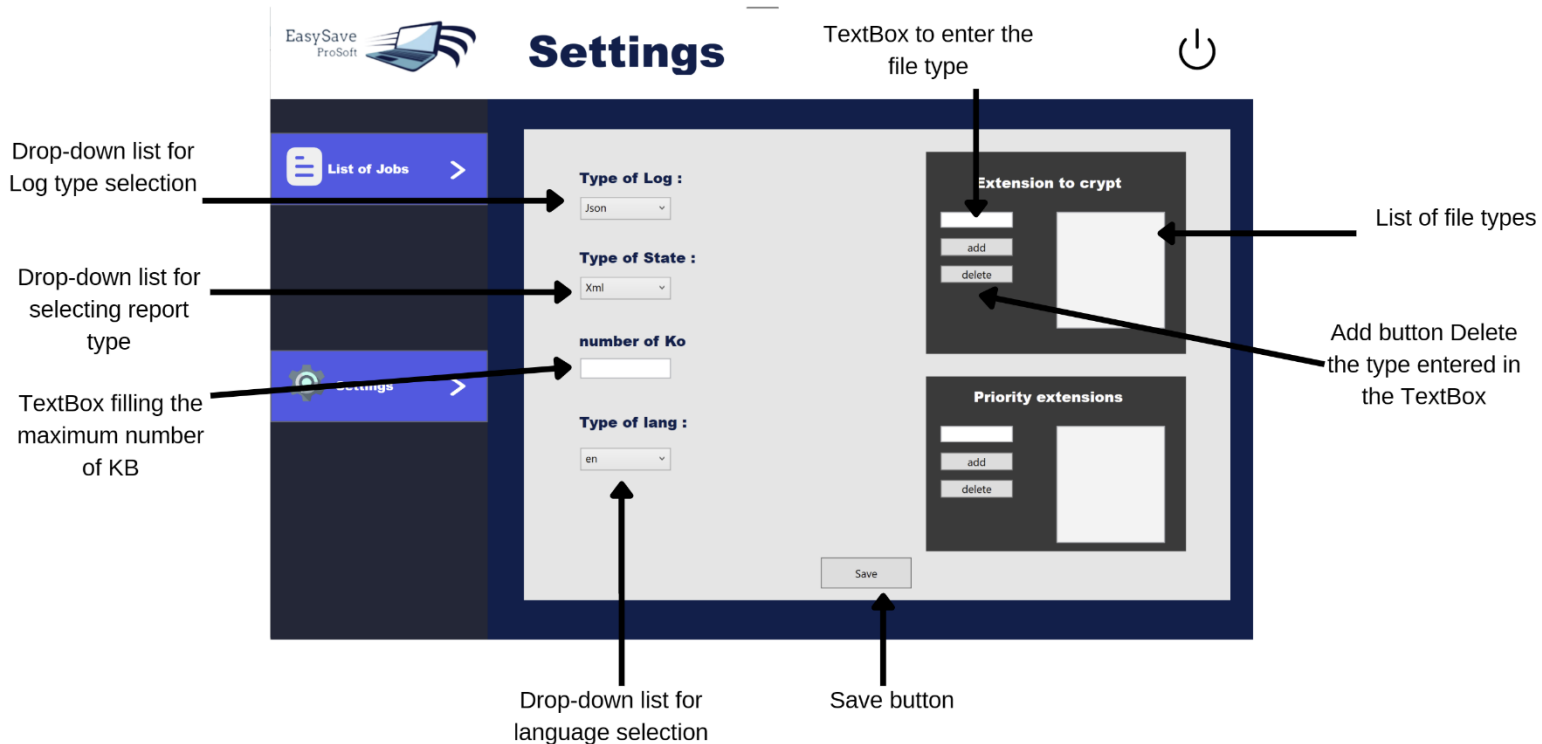 EasySave
ProSoft
Settings
TextBox to enter the
file type
Drop-down list for
Log type selection
List of Jobs
Type of Log :
Json
Extension to crypt
add
delete
List of file types
Drop-down list for
selecting report
type
Type of State :
Xml
number of Ko
Add button Delete
the type entered in
the TextBox
Settings
TextBox filling the
maximum number
of KB
Type of lang :
en
Priority extensions
add
delete
Save
Drop-down list for
language selection
Save button